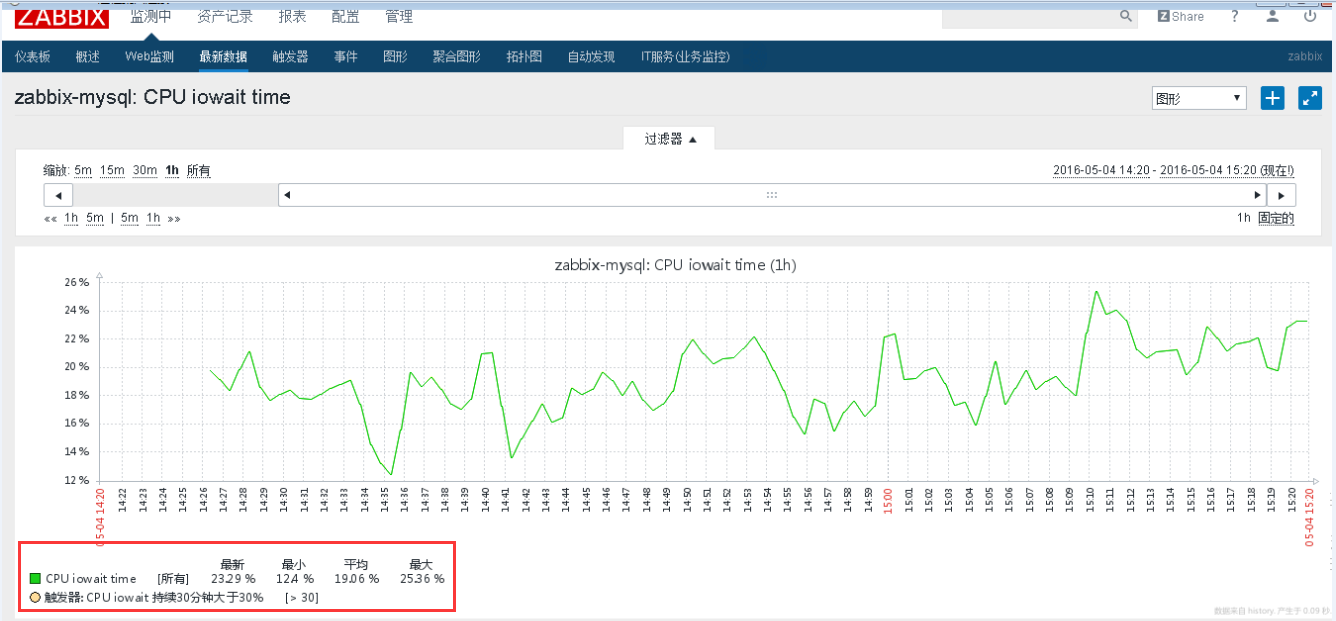 ZABBIX 监测中 资产记录 报表 配置 管理 Z Share ?
仪表板 概述 Web监测 最新数据 触发器 事件 图形 聚合图形 拓扑图 自动发现 IT服务(业务监控) zabbix
zabbix-mysql: CPU iowait time 图形
过滤器
缩放: 5m 15m 30m 1h 所有 2016-05-04 14:20 - 2016-05-04 15:20 (现在!)
«« 1h 5m | 5m 1h »» 1h 固定的
zabbix-mysql: CPU iowait time (1h)
26 %
24 %
22 %
20 %
18 %
16 %
14 %
12 %
05-04 14:20 14:22 14:23 14:24 14:25 14:26 14:27 14:28 14:29 14:30 14:31 14:32 14:33 14:34 14:35 14:36 14:37 14:38 14:39 14:40 14:41 14:42 14:43 14:44 14:45 14:46 14:47 14:48 14:49 14:50 14:51 14:52 14:53 14:54 14:55 14:56 14:57 14:58 14:59 15:00 15:01 15:02 15:03 15:04 15:05 15:06 15:07 15:08 15:09 15:10 15:11 15:12 15:13 15:14 15:15 15:16 15:17 15:18 15:19 15:20 05-04 15:20
最新 最小 平均 最大
CPU iowait time [所有] 23.29 % 12.4 % 19.06 % 25.36 %
触发器: CPU iowait 持续30分钟大于30% [> 30]
数据来自 history. 产生于 0.09 秒.